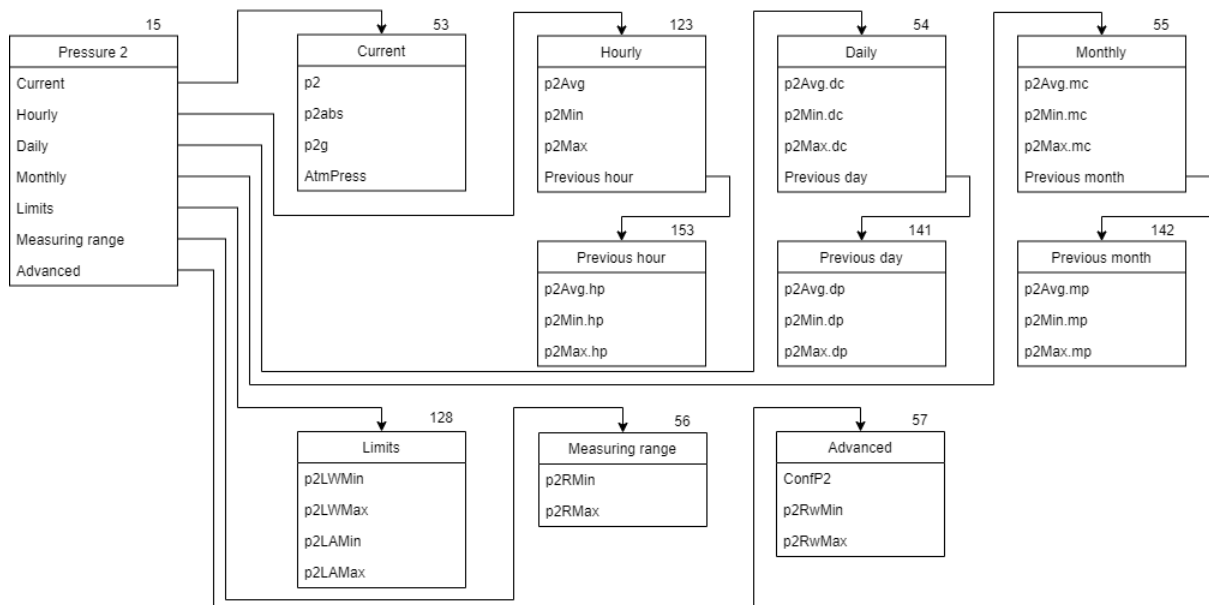 15
Pressure 2
Current
Hourly
Daily
Monthly
Limits
Measuring range
Advanced
53
Current
p2
p2abs
p2g
AtmPress
123
Hourly
p2Avg
p2Min
p2Max
Previous hour
54
Daily
p2Avg.dc
p2Min.dc
p2Max.dc
Previous day
55
Monthly
p2Avg.mc
p2Min.mc
p2Max.mc
Previous month
153
Previous hour
p2Avg.hp
p2Min.hp
p2Max.hp
141
Previous day
p2Avg.dp
p2Min.dp
p2Max.dp
142
Previous month
p2Avg.mp
p2Min.mp
p2Max.mp
128
Limits
p2LWMin
p2LWMax
p2LAMin
p2LAMax
56
Measuring range
p2RMin
p2RMax
57
Advanced
ConfP2
p2RwMin
p2RwMax